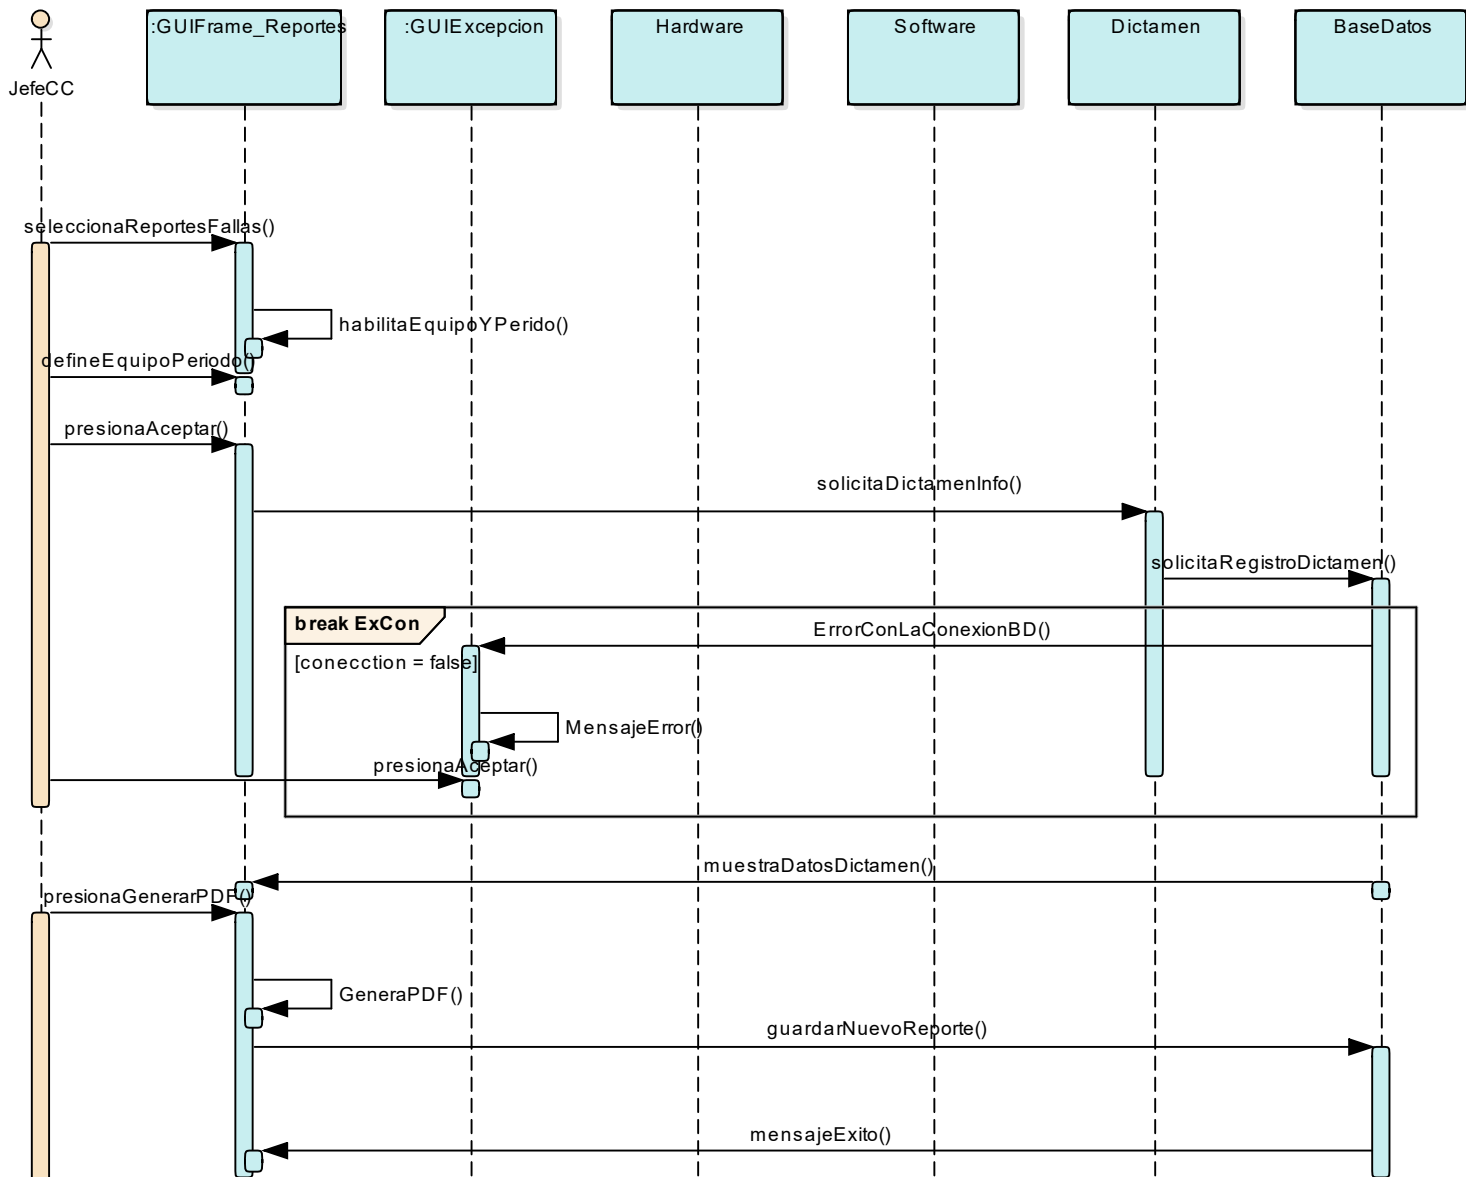 :GUIFrame_Reportes
:GUIExcepcion
Hardware
Software
Dictamen
BaseDatos
JefeCC
seleccionaReportesFallas()
habilitaEquipoYPerido()
defineEquipoPeriodo()
presionaAceptar()
solicitaDictamenInfo()
solicitaRegistroDictamen()
break ExCon
ErrorConLaConexionBD()
[conecction = false]
MensajeError()
presionaAceptar()
muestraDatosDictamen()
presionaGenerarPDF()
GeneraPDF()
guardarNuevoReporte()
mensajeExito()